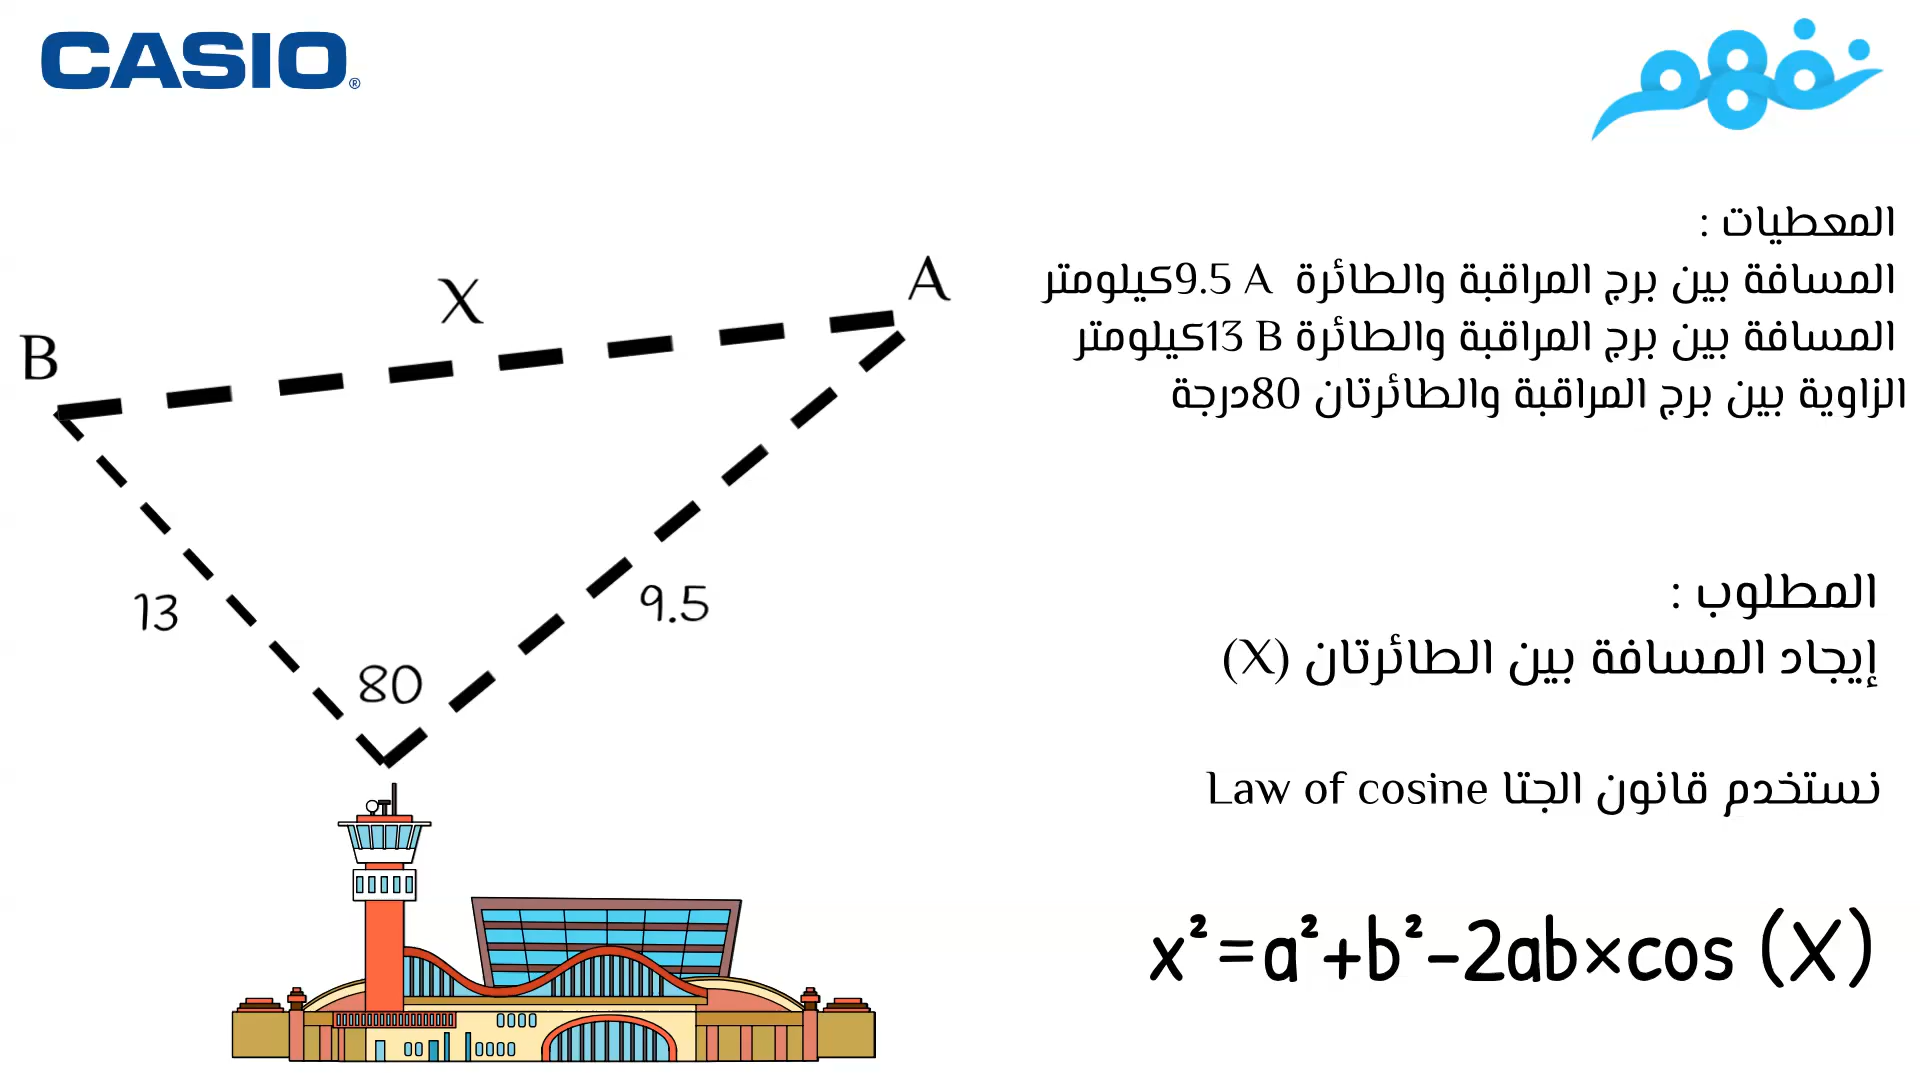 CASIO®
نفهم
المعطيات :
المسافة بين برج المراقبة والطائرة A 9.5كيلومتر
المسافة بين برج المراقبة والطائرة B 13كيلومتر
الزاوية بين برج المراقبة والطائرتان 80درجة
المطلوب :
إيجاد المسافة بين الطائرتان (X)
نستخدم قانون الجتا Law of cosine
x²=a²+b²-2ab×cos (X)
A
X
B
13
9.5
80